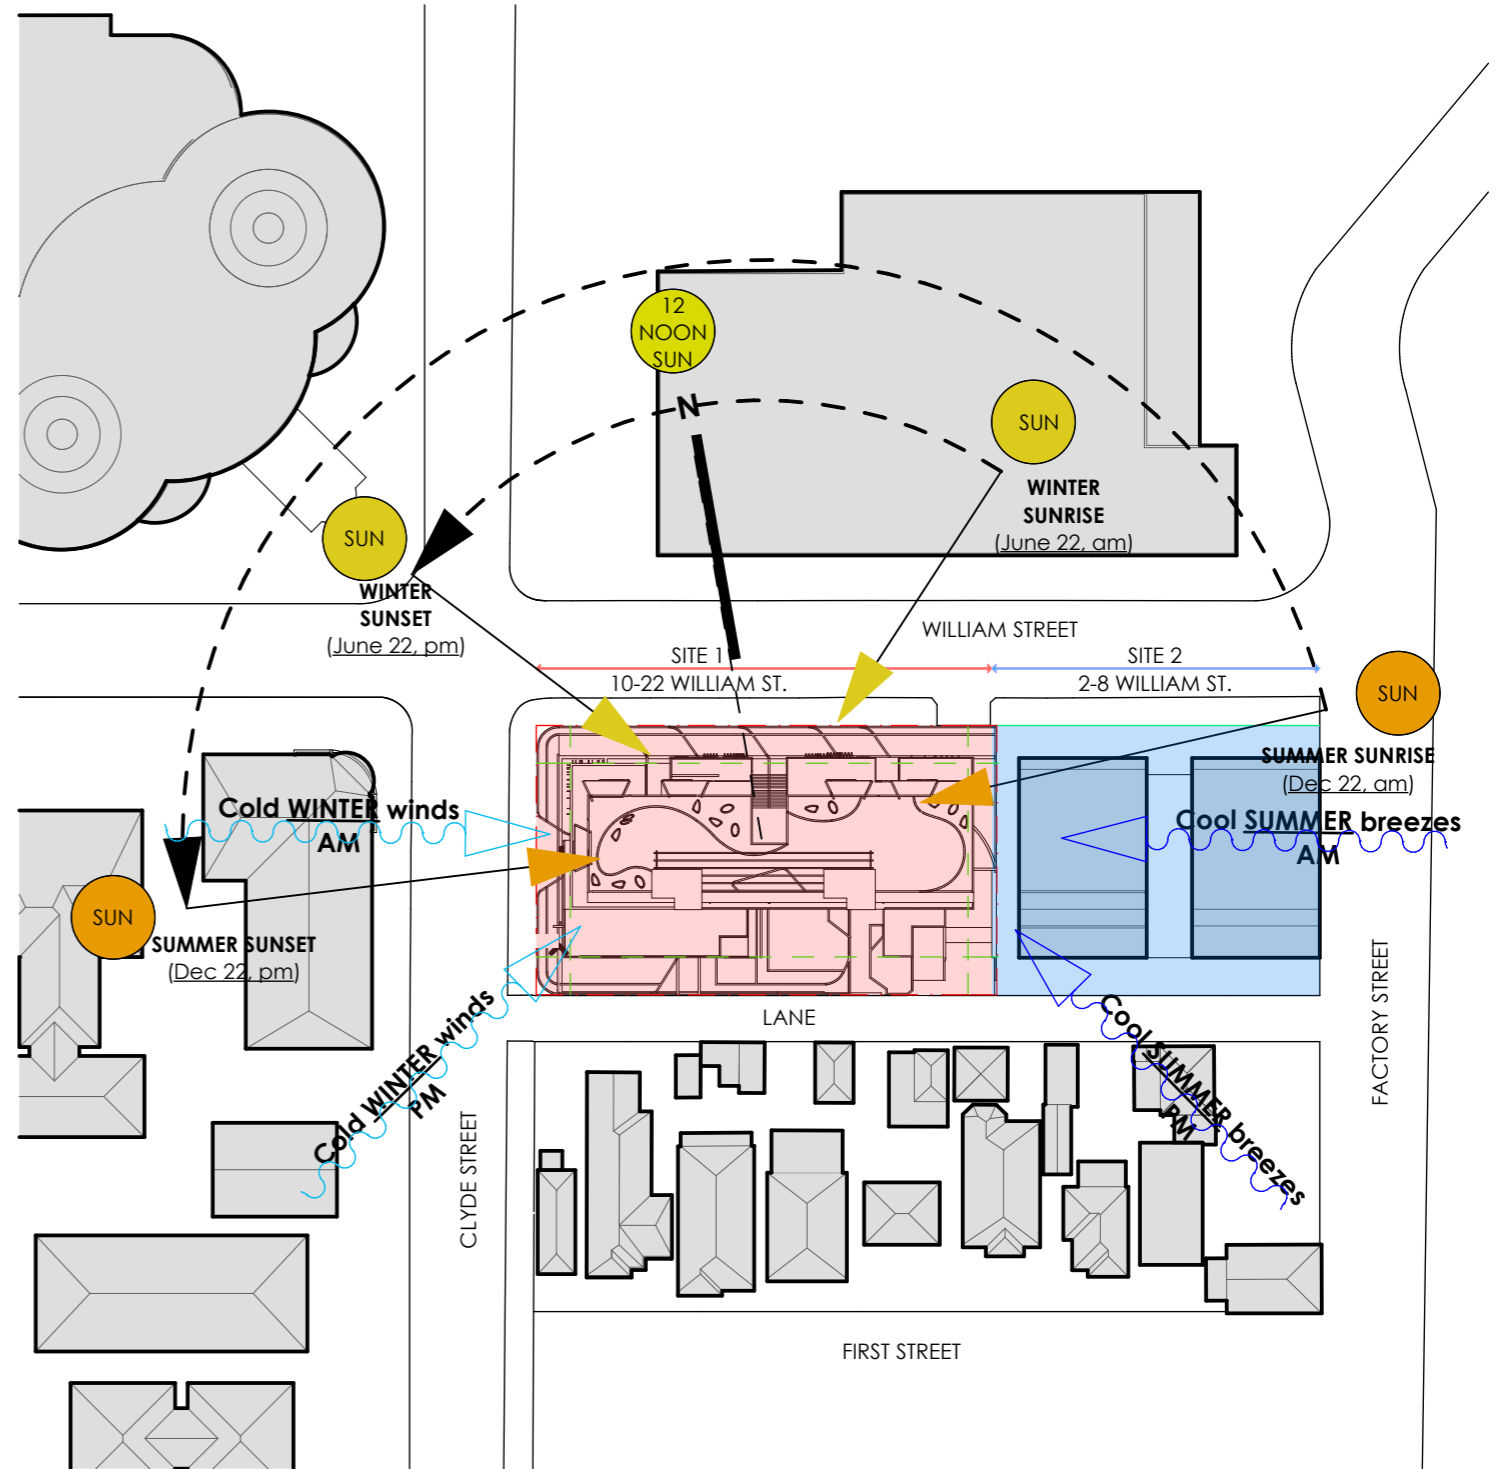 12
NOON
SUN
N
SUN
WINTER
SUNRISE
(June 22, am)
SUN
WINTER
SUNSET
(June 22, pm)
WILLIAM STREET
SITE 1
10-22 WILLIAM ST.
SITE 2
2-8 WILLIAM ST.
SUN
SUMMER SUNRISE
(Dec 22, am)
Cold WINTER winds
AM
Cool SUMMER breezes
AM
SUN
SUMMER SUNSET
(Dec 22, pm)
Cold WINTER winds
PM
Cool SUMMER breezes
PM
LANE
CLYDE STREET
FACTORY STREET
FIRST STREET